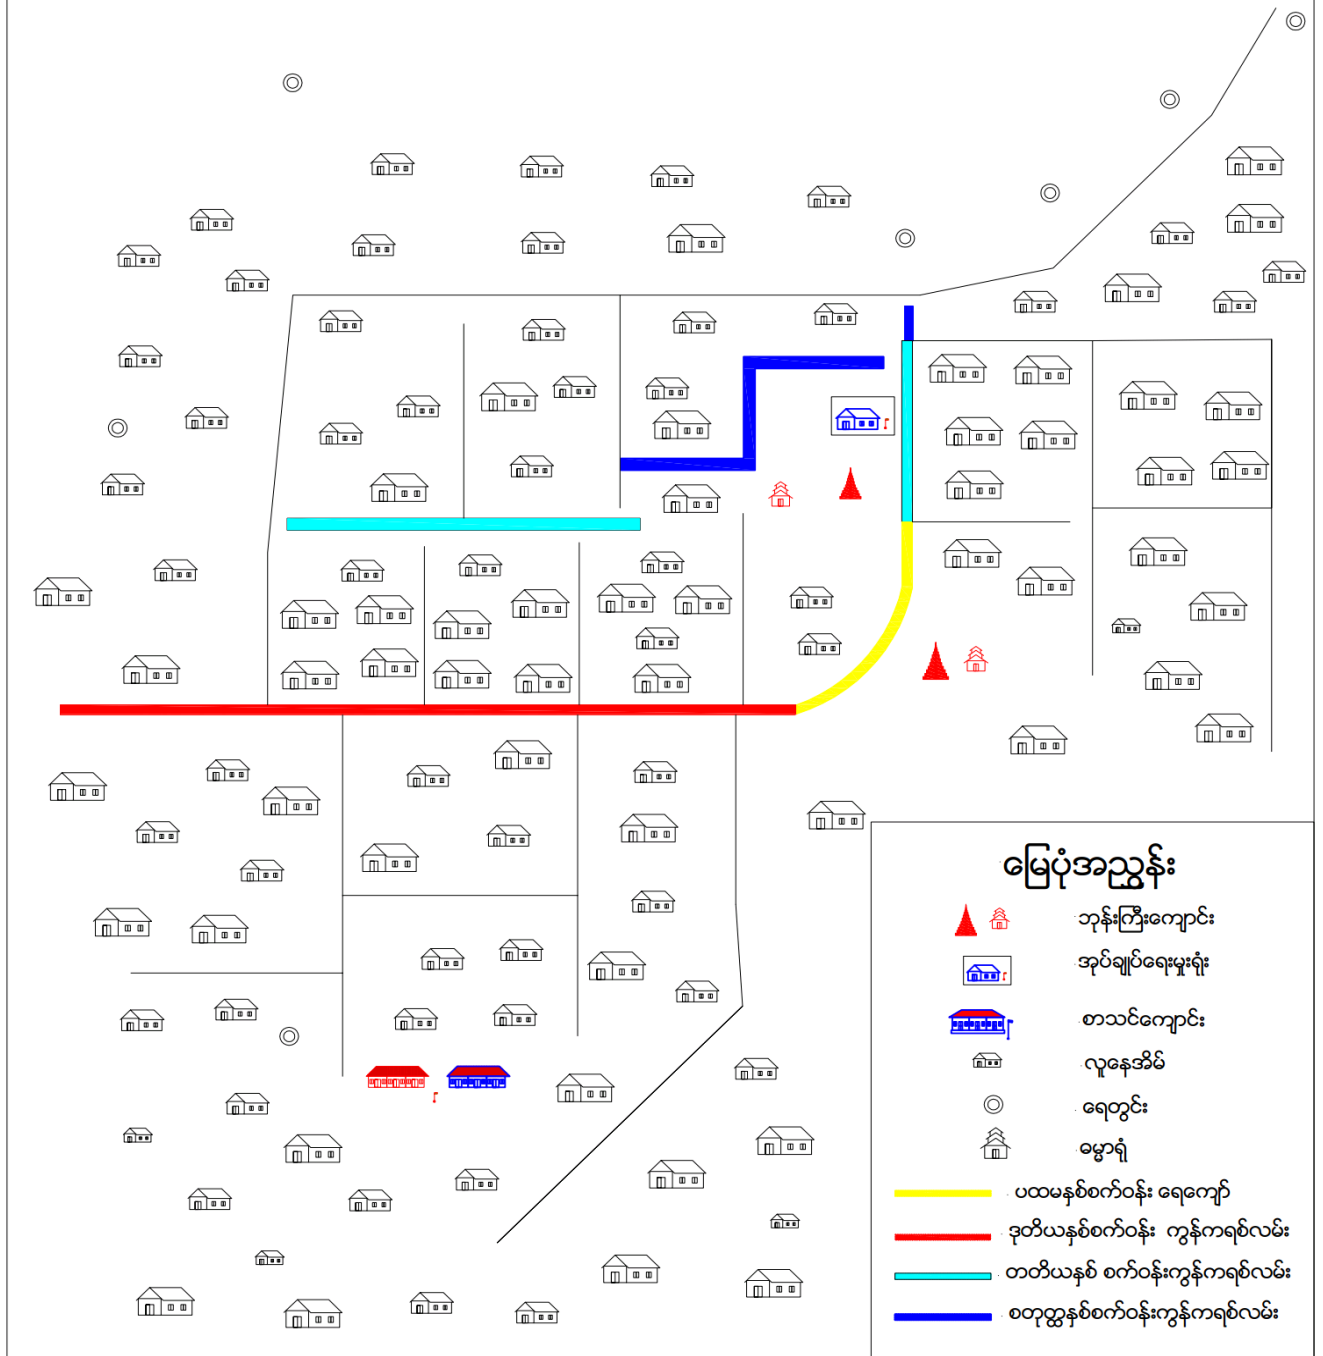 မြေပုံအညွှန်း
ဘုန်းကြီးကျောင်း
အုပ်ချုပ်ရေးမှူးရုံး
စာသင်ကျောင်း
လူနေအိမ်
ရေတွင်း
ဓမ္မာရုံ
ပထမနှစ်စက်ဝန်း ရေကျော်
ဒုတိယနှစ်စက်ဝန်း ကွန်ကရစ်လမ်း
တတိယနှစ် စက်ဝန်းကွန်ကရစ်လမ်း
စတုတ္ထနှစ်စက်ဝန်းကွန်ကရစ်လမ်း